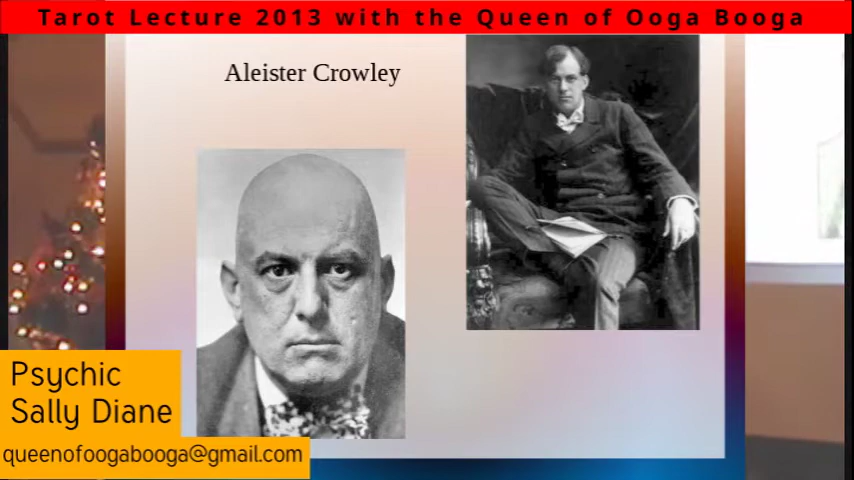 Tarot Lecture 2013 with the Queen of Ooga Booga
Aleister Crowley
Psychic
Sally Diane
queenofoogabooga@gmail.com